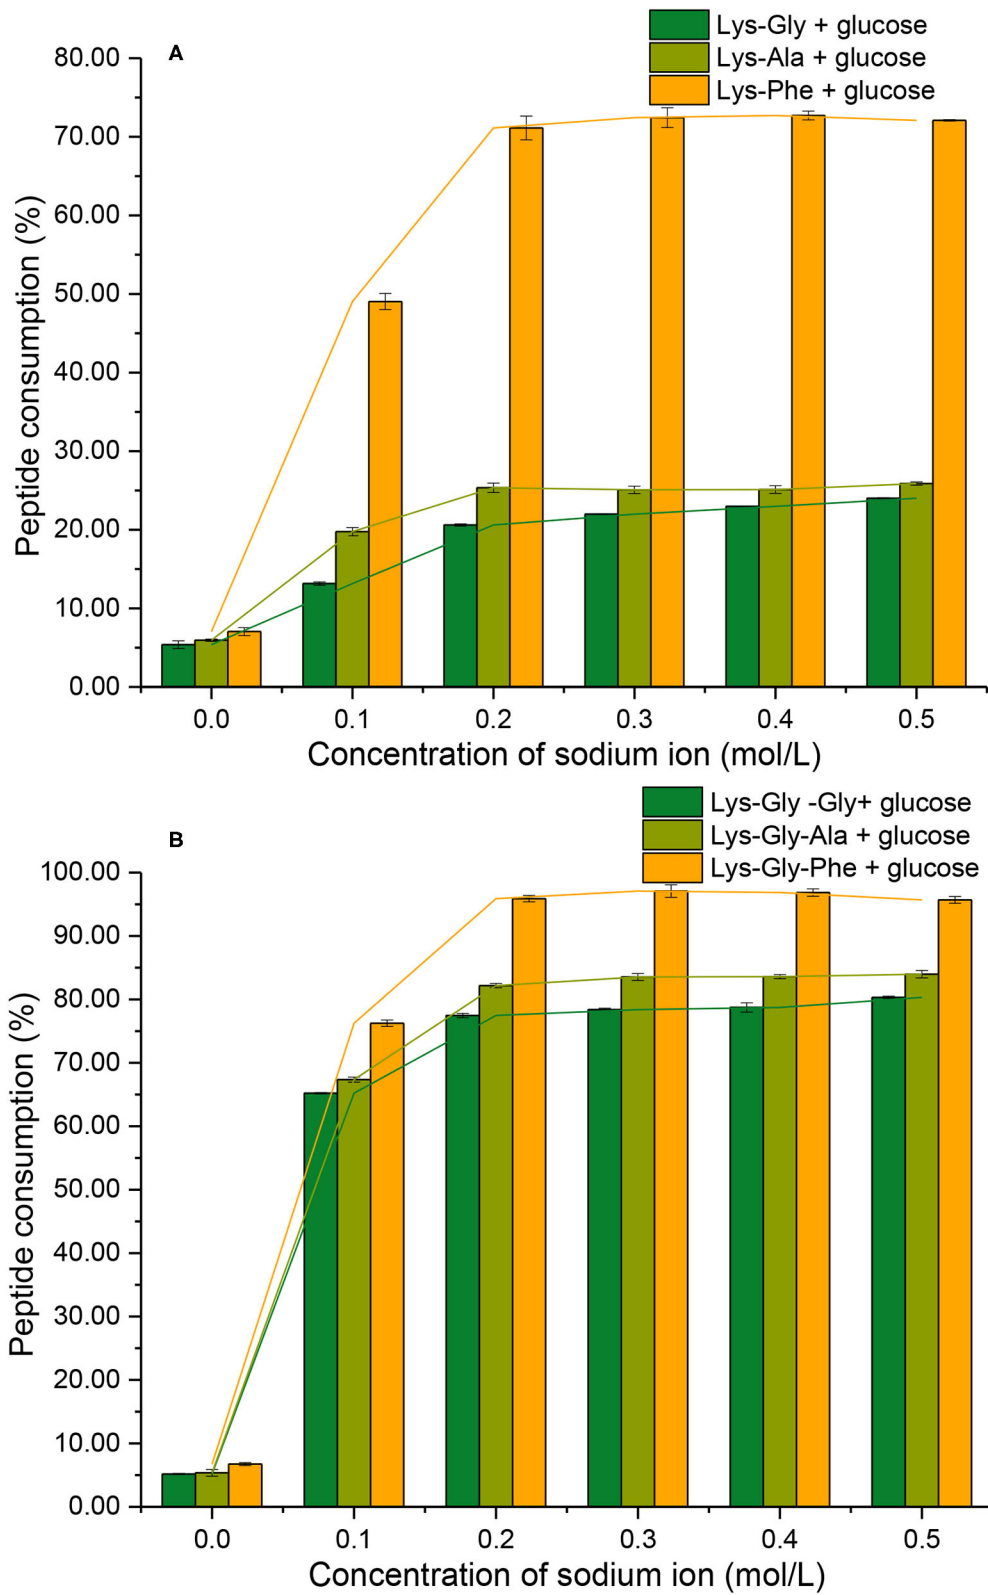 A
Lys-Gly + glucose
Lys-Ala + glucose
Lys-Phe + glucose
80.00
70.00
60.00
50.00
40.00
30.00
20.00
10.00
0.00
Peptide consumption (%)
0.0 0.1 0.2 0.3 0.4 0.5
Concentration of sodium ion (mol/L)
B
Lys-Gly -Gly+ glucose
Lys-Gly-Ala + glucose
Lys-Gly-Phe + glucose
100.00
90.00
80.00
70.00
60.00
50.00
40.00
30.00
20.00
10.00
0.00
Peptide consumption (%)
0.0 0.1 0.2 0.3 0.4 0.5
Concentration of sodium ion (mol/L)